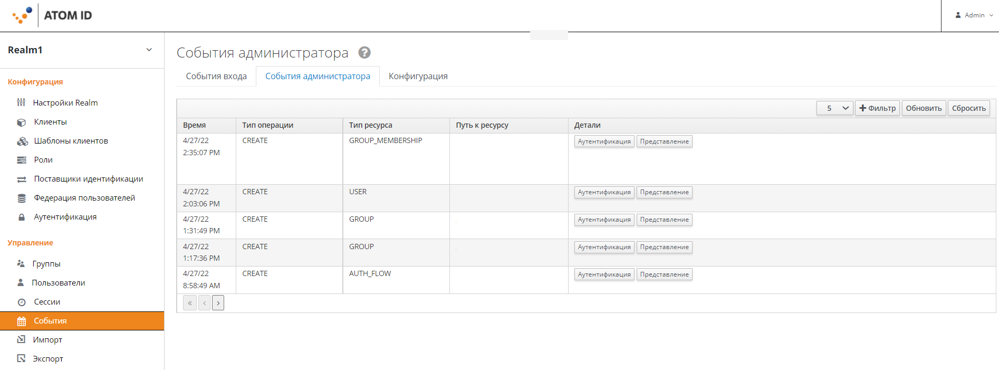 ATOM ID
Admin
Realm1
Конфигурация
Настройки Realm
Клиенты
Шаблоны клиентов
Роли
Поставщики идентификации
Федерация пользователей
Аутентификация
Управление
Группы
Пользователи
Сессии
События
Импорт
Экспорт
События администратора ?
События входа События администратора Конфигурация
5 Фильтр Обновить Сбросить
Время Тип операции Тип ресурса Путь к ресурсу Детали
4/27/22 CREATE GROUP_MEMBERSHIP Аутентификация Представление
2:35:07 PM
4/27/22 CREATE USER Аутентификация Представление
2:03:06 PM
4/27/22 CREATE GROUP Аутентификация Представление
1:31:49 PM
4/27/22 CREATE GROUP Аутентификация Представление
1:17:36 PM
4/27/22 CREATE AUTH_FLOW Аутентификация Представление
8:58:49 AM
« ‹ ›